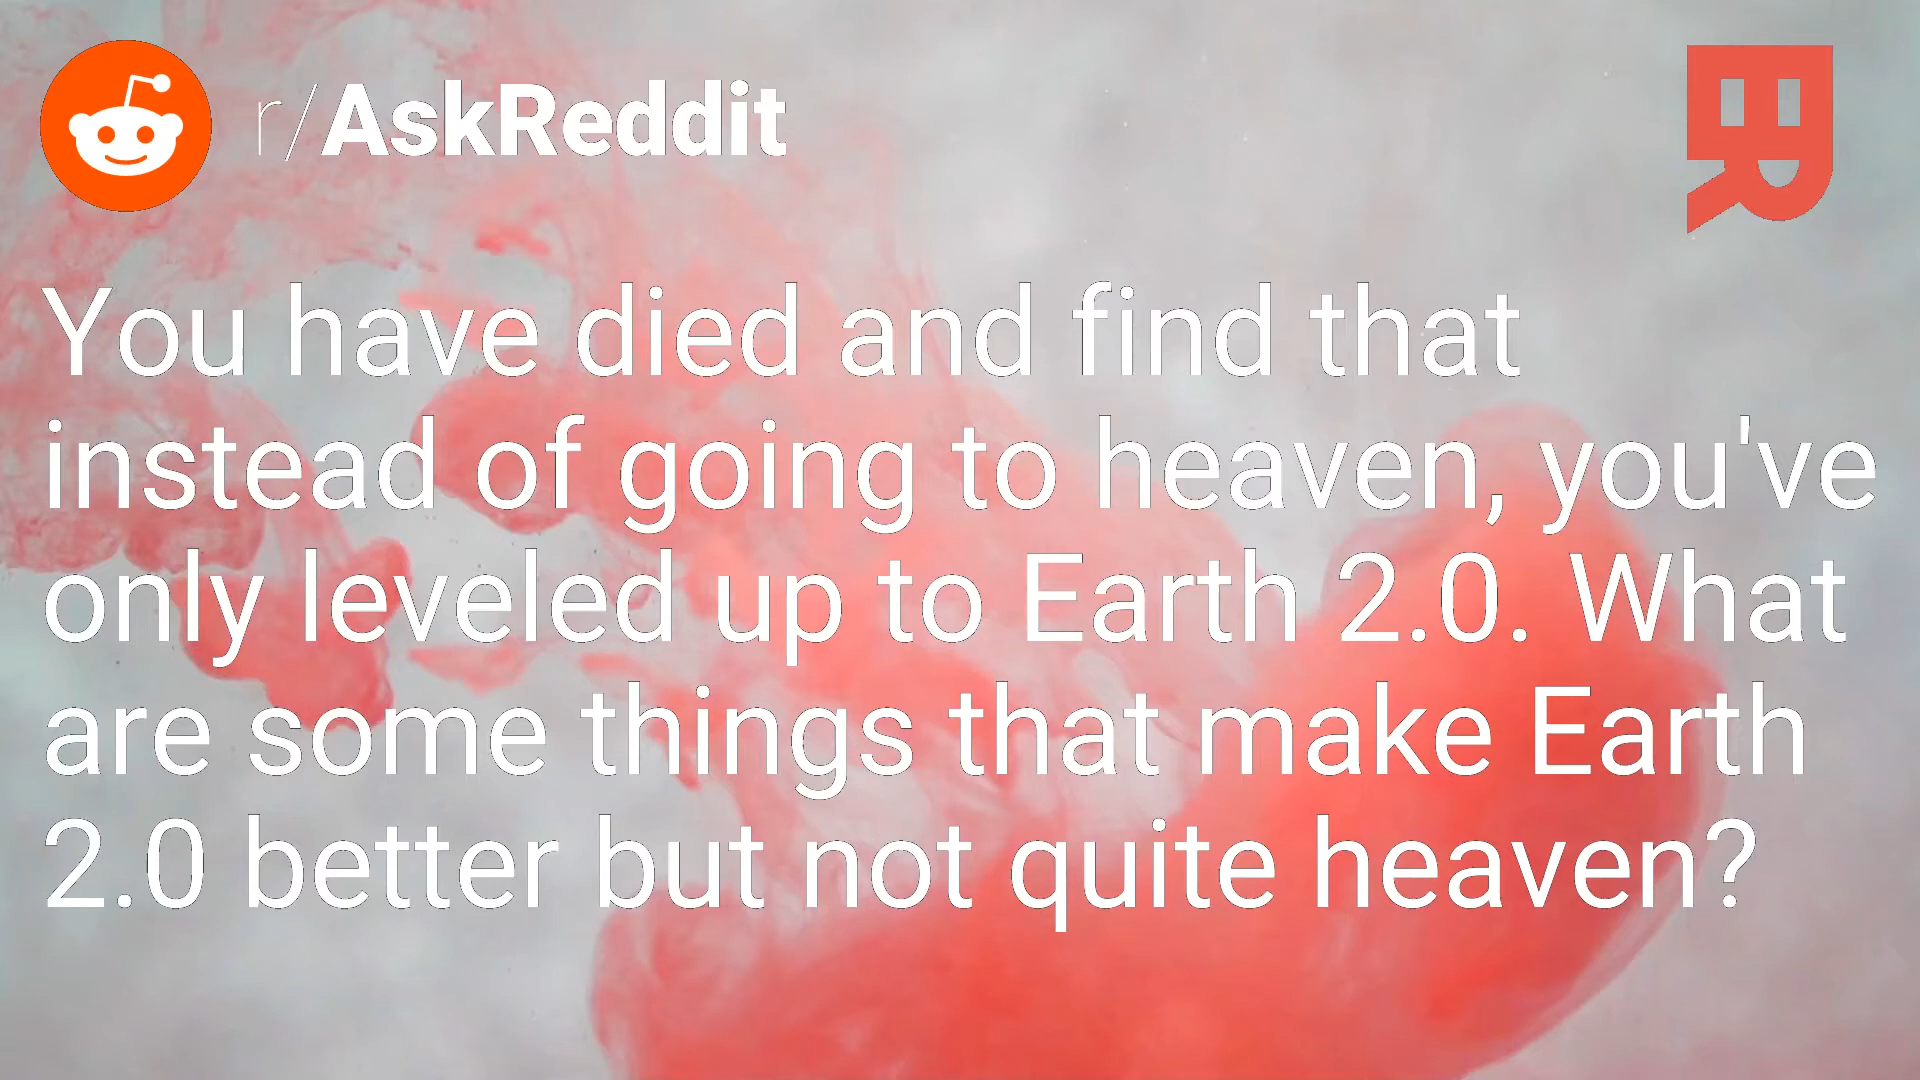 r/AskReddit
You have died and find that
instead of going to heaven, you've
only leveled up to Earth 2.0. What
are some things that make Earth
2.0 better but not quite heaven?